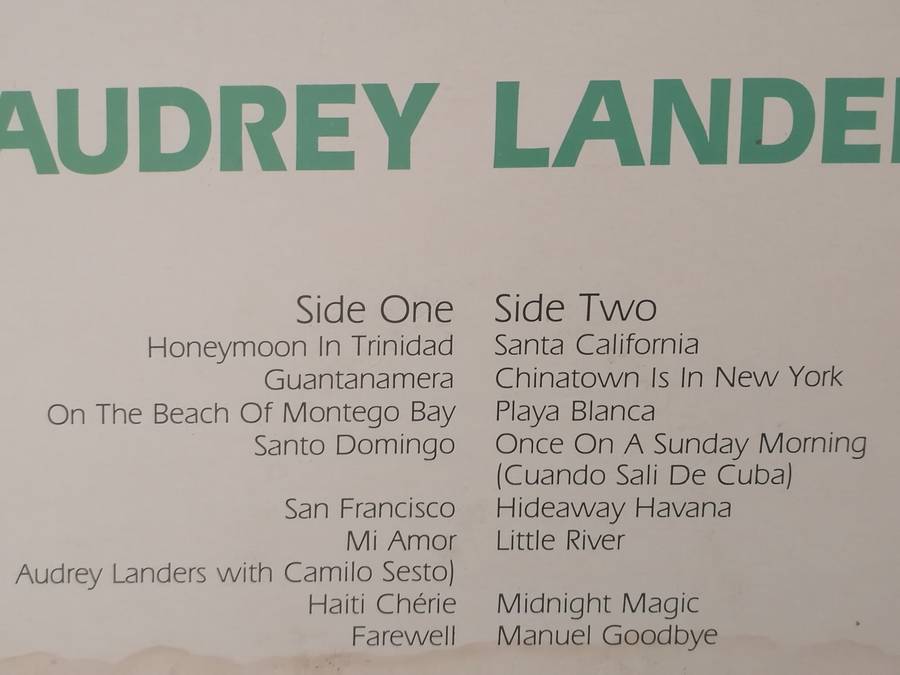 AUDREY LANDE
Side One
Honeymoon In Trinidad
Guantanamera
On The Beach Of Montego Bay
Santo Domingo
San Francisco
Mi Amor
Audrey Landers with Camilo Sesto)
Haiti Chérie
Farewell
Side Two
Santa California
Chinatown Is In New York
Playa Blanca
Once On A Sunday Morning
(Cuando Sali De Cuba)
Hideaway Havana
Little River
Midnight Magic
Manuel Goodbye